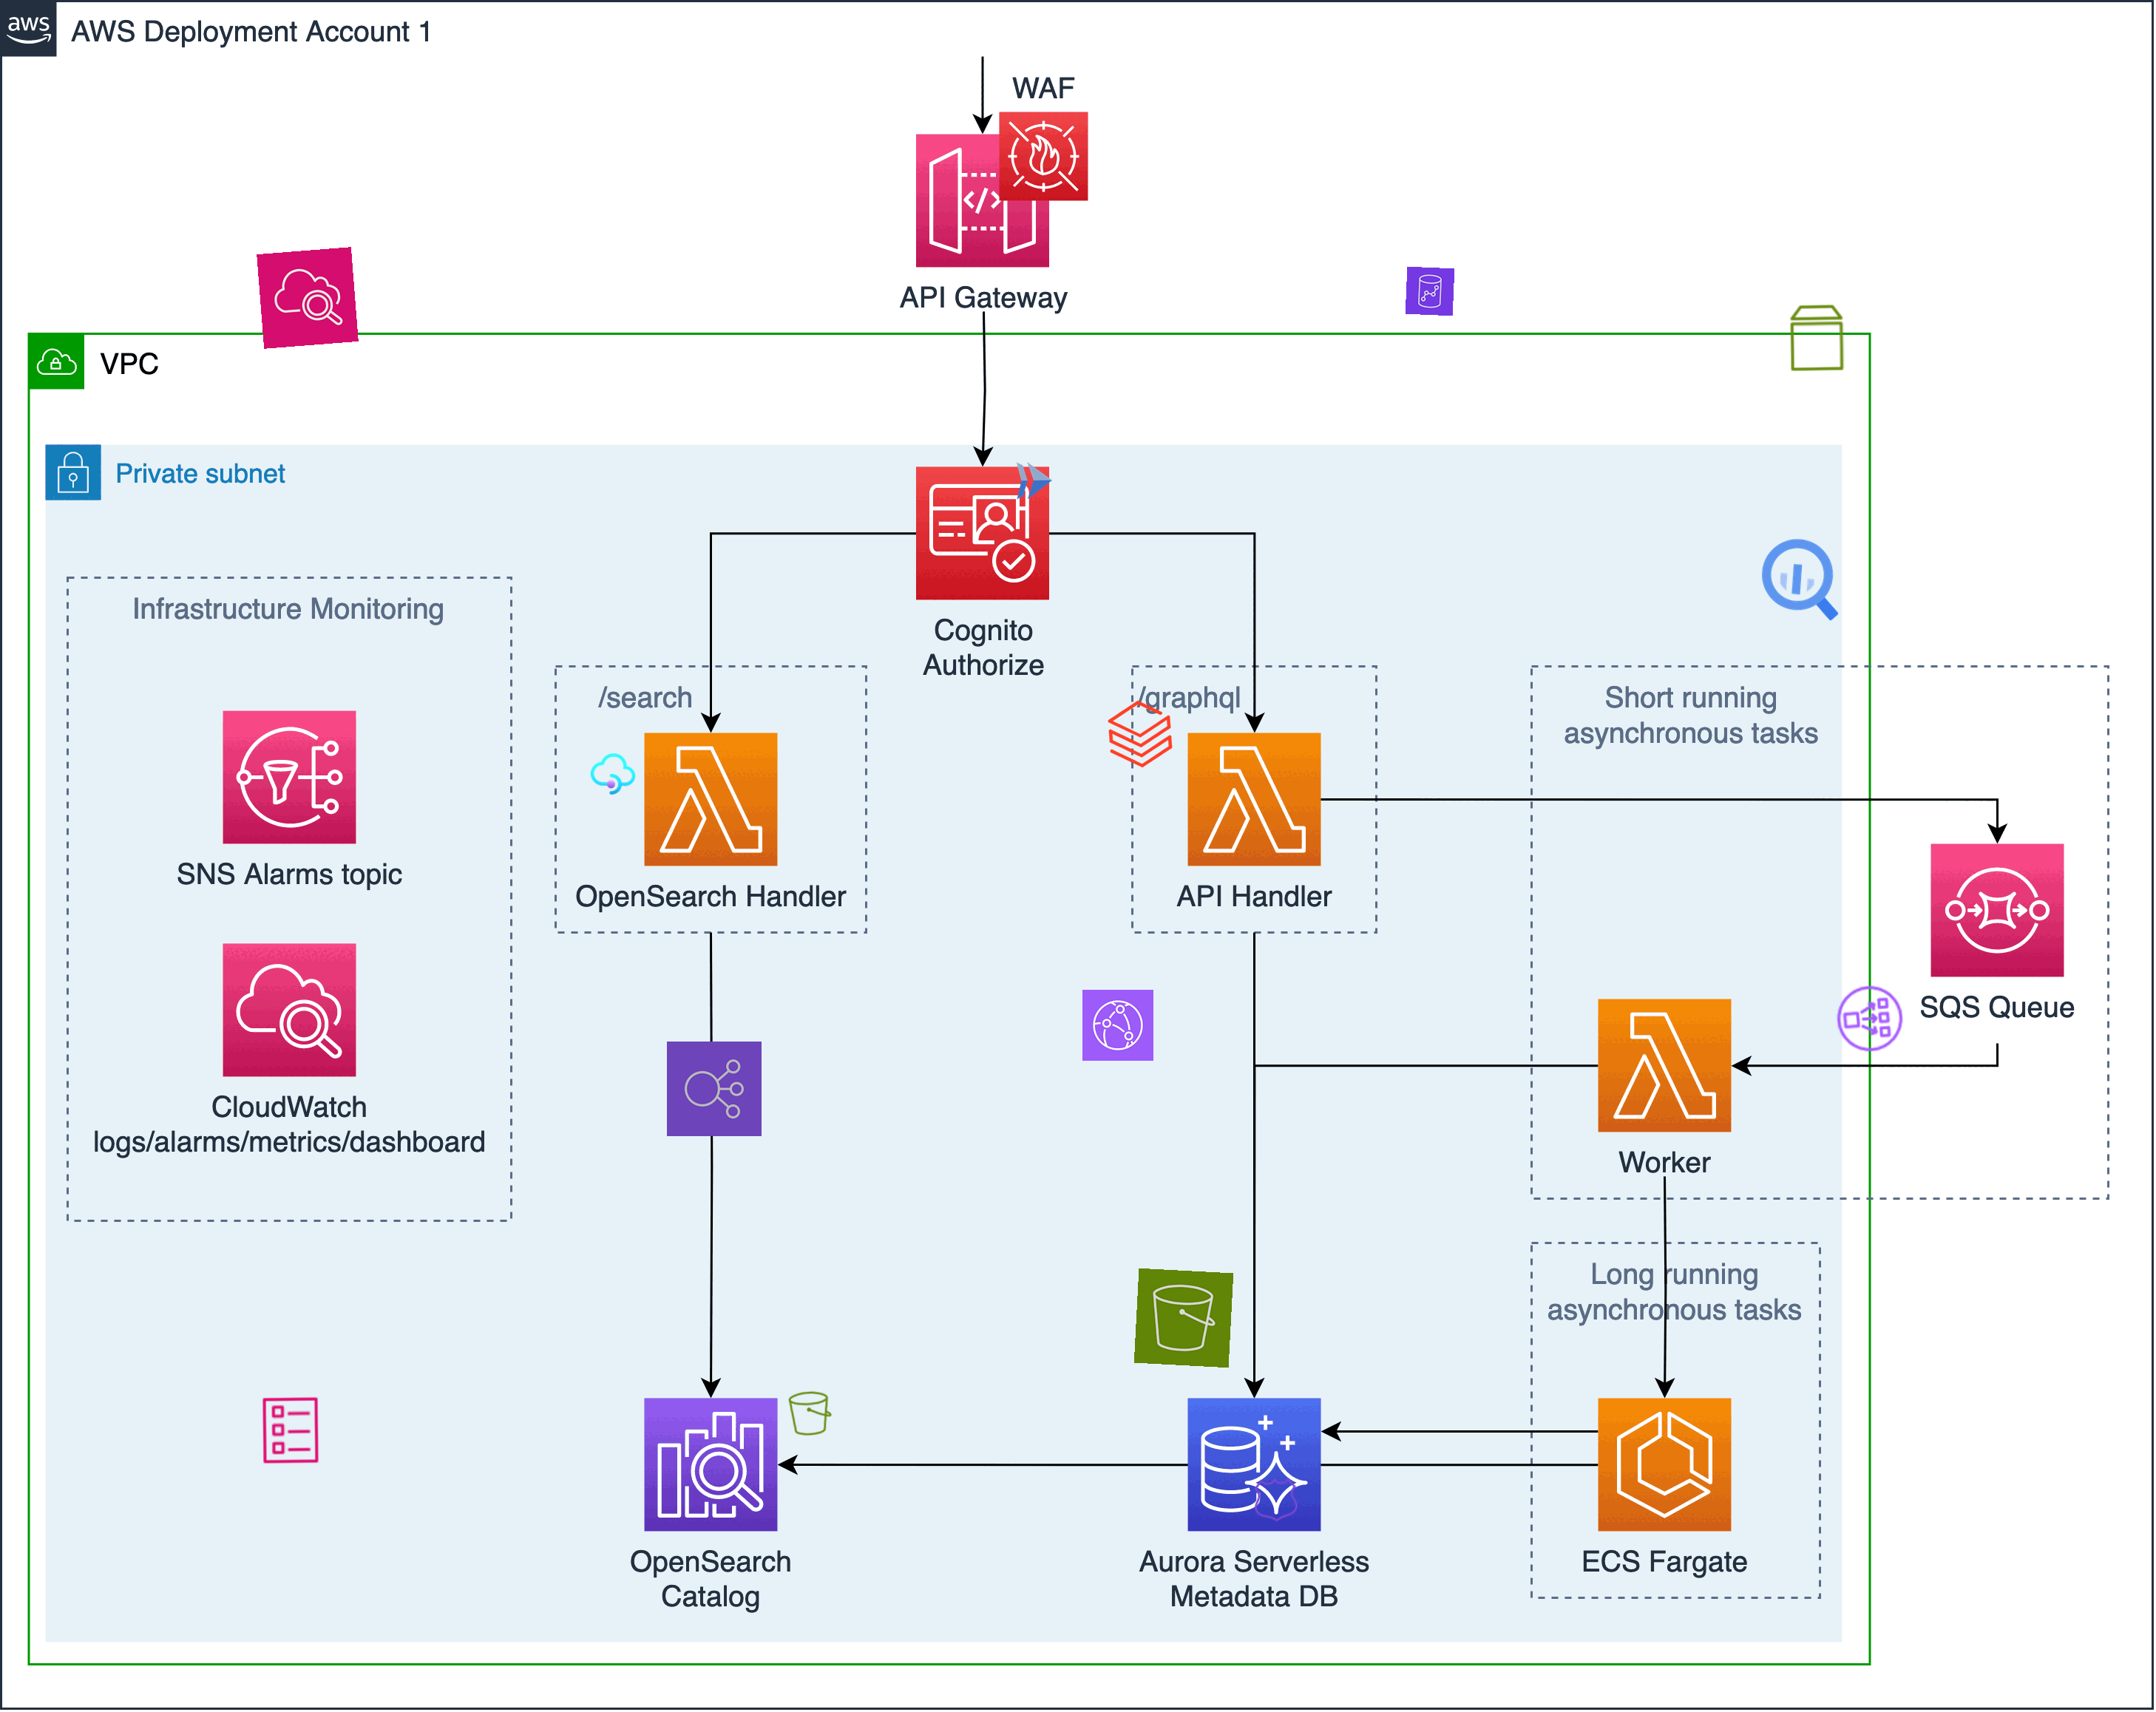 aws
AWS Deployment Account 1
WAF
API Gateway
VPC
Private subnet
Cognito
Authorize
Infrastructure Monitoring
/search
/graphql
Short running
asynchronous tasks
SNS Alarms topic
OpenSearch Handler
API Handler
SQS Queue
CloudWatch
logs/alarms/metrics/dashboard
Worker
Long running
asynchronous tasks
OpenSearch
Catalog
Aurora Serverless
Metadata DB
ECS Fargate